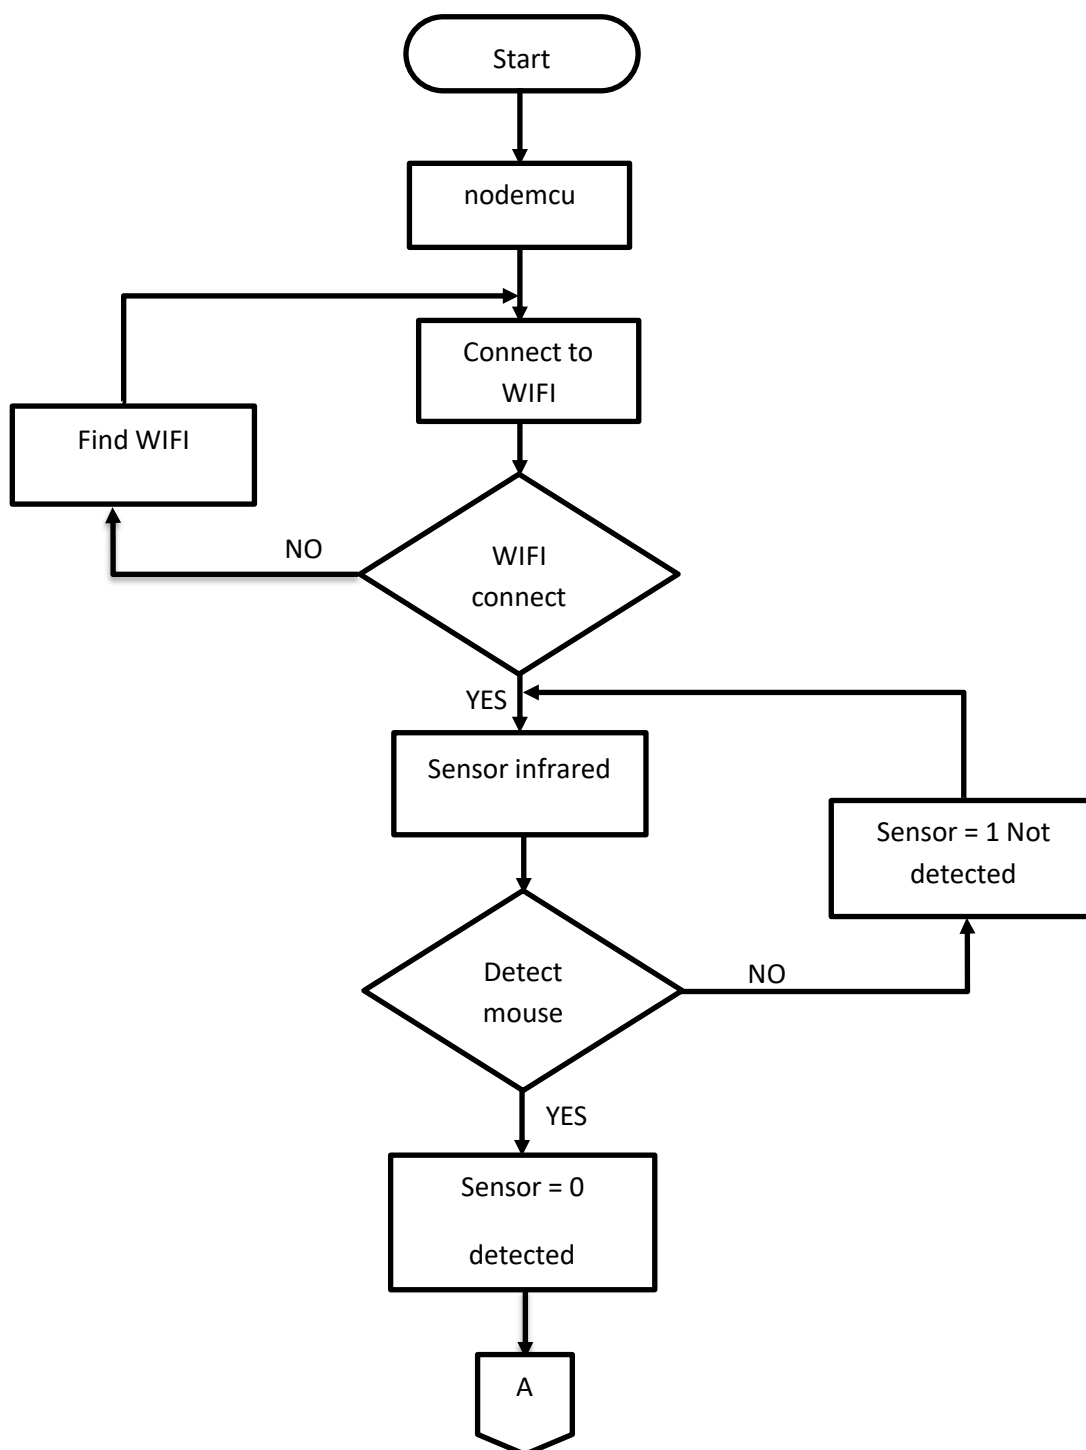 Start
nodemcu
Connect to
WIFI
Find WIFI
NO
WIFI
connect
YES
Sensor infrared
Sensor = 1 Not
detected
Detect
mouse
NO
YES
Sensor = 0
detected
A